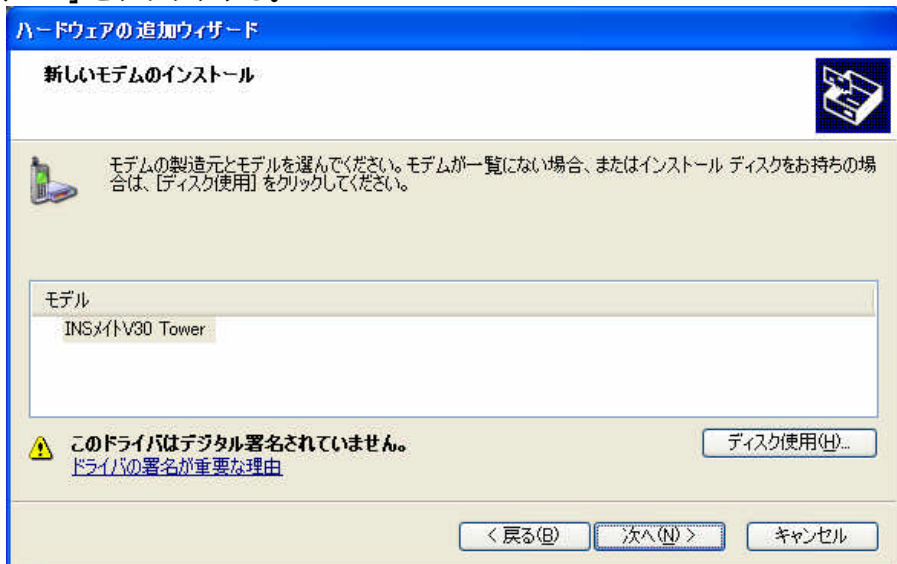 ハードウェアの追加ウィザード
新しいモデムのインストール
モデムの製造元とモデルを選んでください。モデムが一覧にない場合、またはインストール ディスクをお持ちの場
合は、[ディスク使用] をクリックしてください。
モデル
INSメイトV30 Tower
このドライバはデジタル署名されていません。
ドライバの署名が重要な理由
ディスク使用(H)...
< 戻る(B)
次へ(N) >
キャンセル